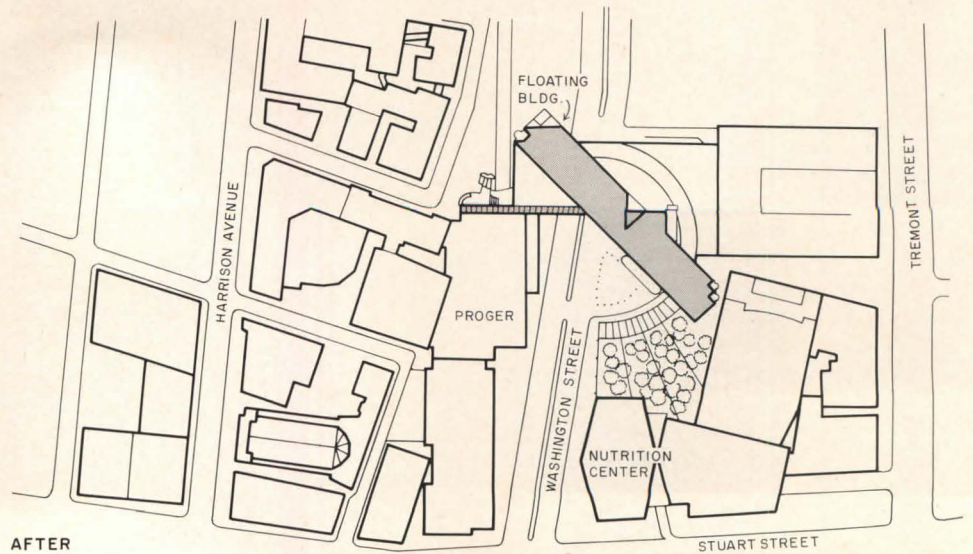 FLOATING
BLDG.
HARRISON AVENUE
TREMONT STREET
PROGER
WASHINGTON STREET
NUTRITION
CENTER
AFTER
STUART STREET